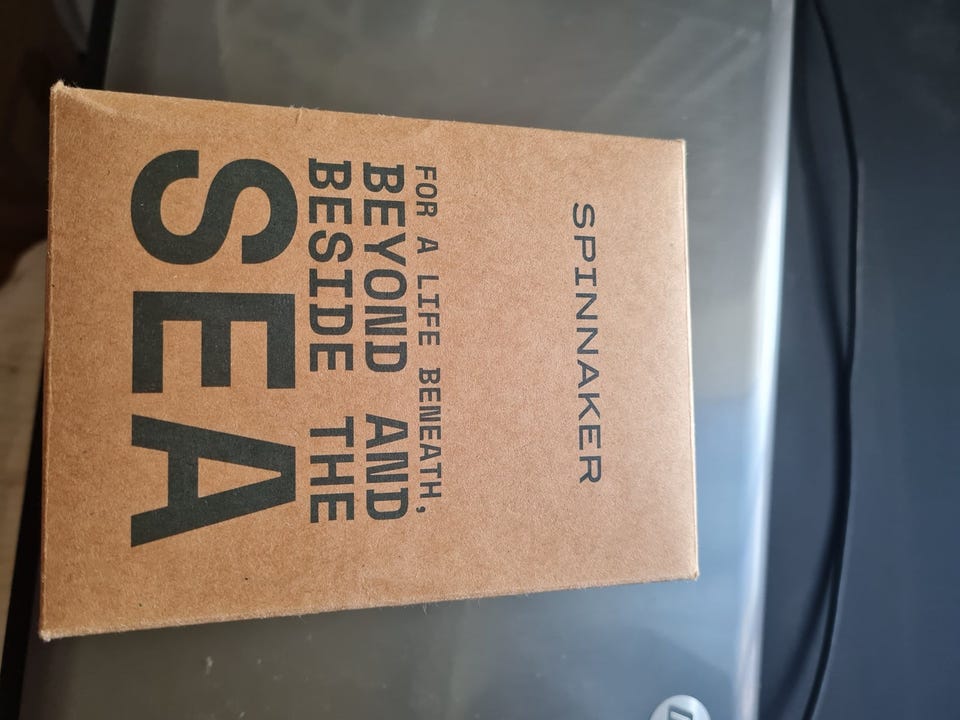 SPINNAKER
FOR A LIFE BENEATH,
BEYOND AND
BESIDE THE
SEA